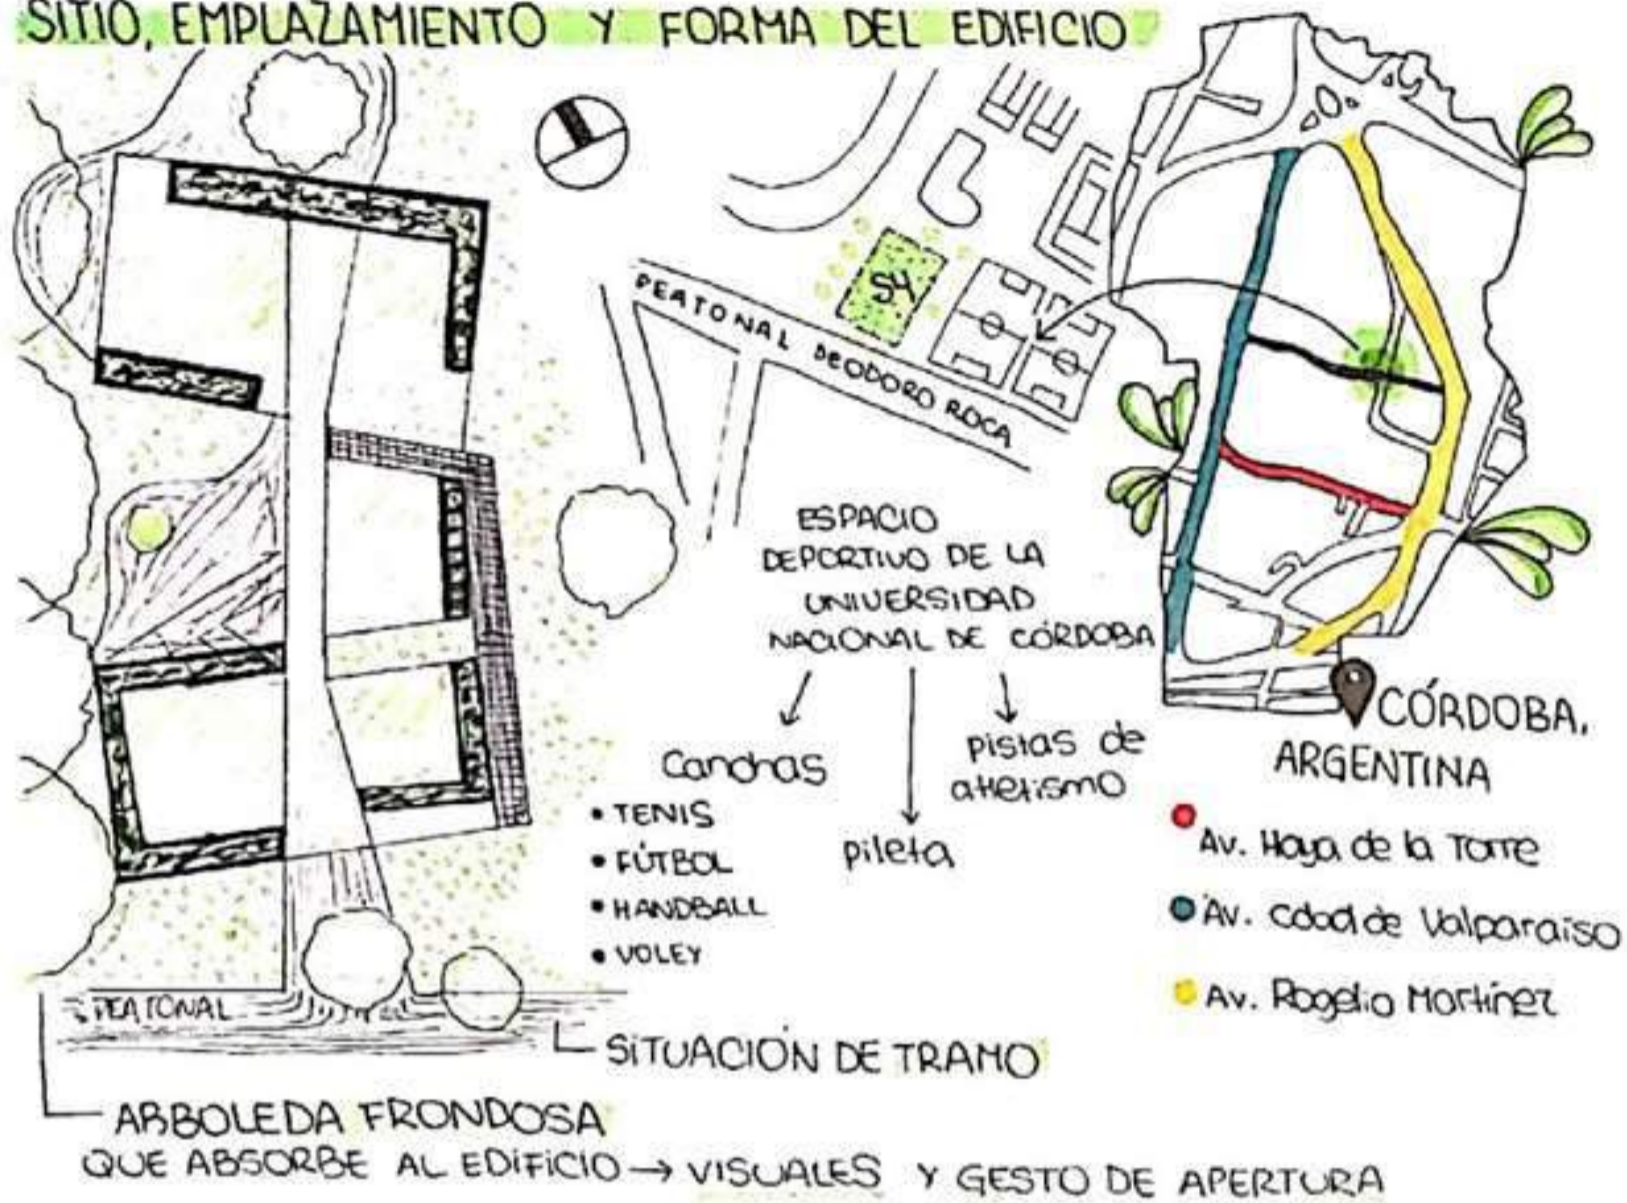 SITIO, EMPLAZAMIENTO Y FORMA DEL EDIFICIO
S4
PEATONAL DEODORO ROCA
ESPACIO
DEPORTIVO DE LA
UNIVERSIDAD
NACIONAL DE CÓRDOBA
Canchas
• TENIS
• FÚTBOL
• HANDBALL
• VOLEY
pileta
pistas de
atletismo
CÓRDOBA,
ARGENTINA
Av. Haya de la Torre
Av. Cdad de Valparaiso
Av. Rogelio Martínez
PEATONAL
SITUACIÓN DE TRAMO
ARBOLEDA FRONDOSA
QUE ABSORBE AL EDIFICIO → VISUALES Y GESTO DE APERTURA